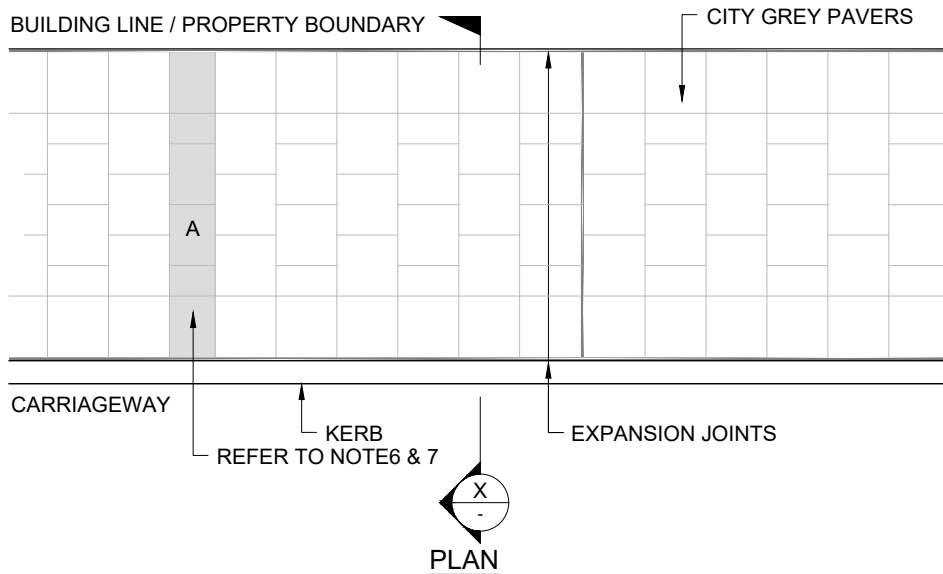 BUILDING LINE / PROPERTY BOUNDARY
CITY GREY PAVERS
A
CARRIAGEWAY
KERB
EXPANSION JOINTS
REFER TO NOTE6 & 7
X
-
PLAN